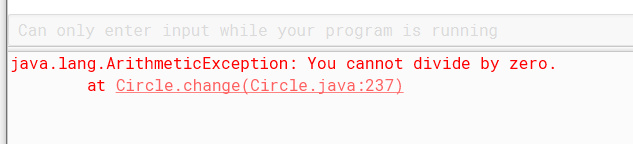 Can only enter input while your program is running
java.lang.ArithmeticException: You cannot divide by zero.
at Circle.change(Circle.java:237)